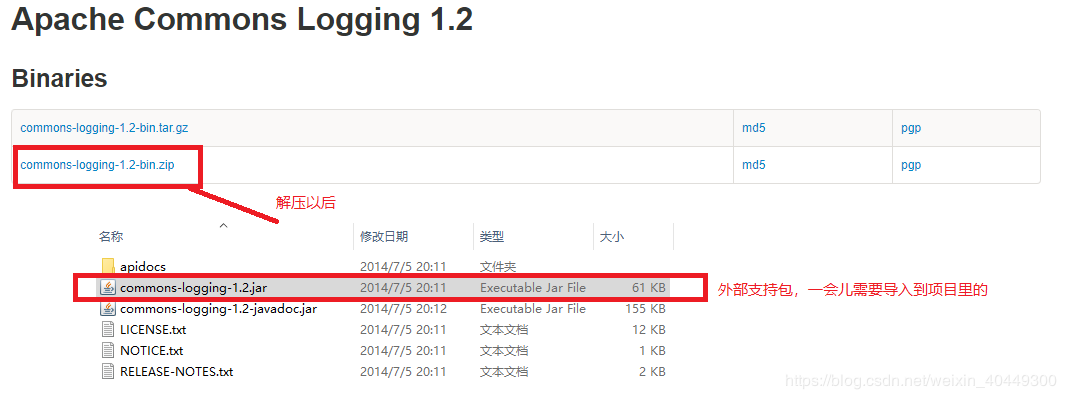 Apache Commons Logging 1.2
Binaries
commons-logging-1.2-bin.tar.gz md5 pgp
commons-logging-1.2-bin.zip md5 pgp
解压以后
名称 修改日期 类型 大小
apidocs 2014/7/5 20:11 文件夹
commons-logging-1.2.jar 2014/7/5 20:11 Executable Jar File 61 KB 外部支持包，一会儿需要导入到项目里的
commons-logging-1.2-javadoc.jar 2014/7/5 20:12 Executable Jar File 155 KB
LICENSE.txt 2014/7/5 20:11 文本文档 12 KB
NOTICE.txt 2014/7/5 20:11 文本文档 1 KB
RELEASE-NOTES.txt 2014/7/5 20:11 文本文档 2 KB
https://blog.csdn.net/weixin_40449300